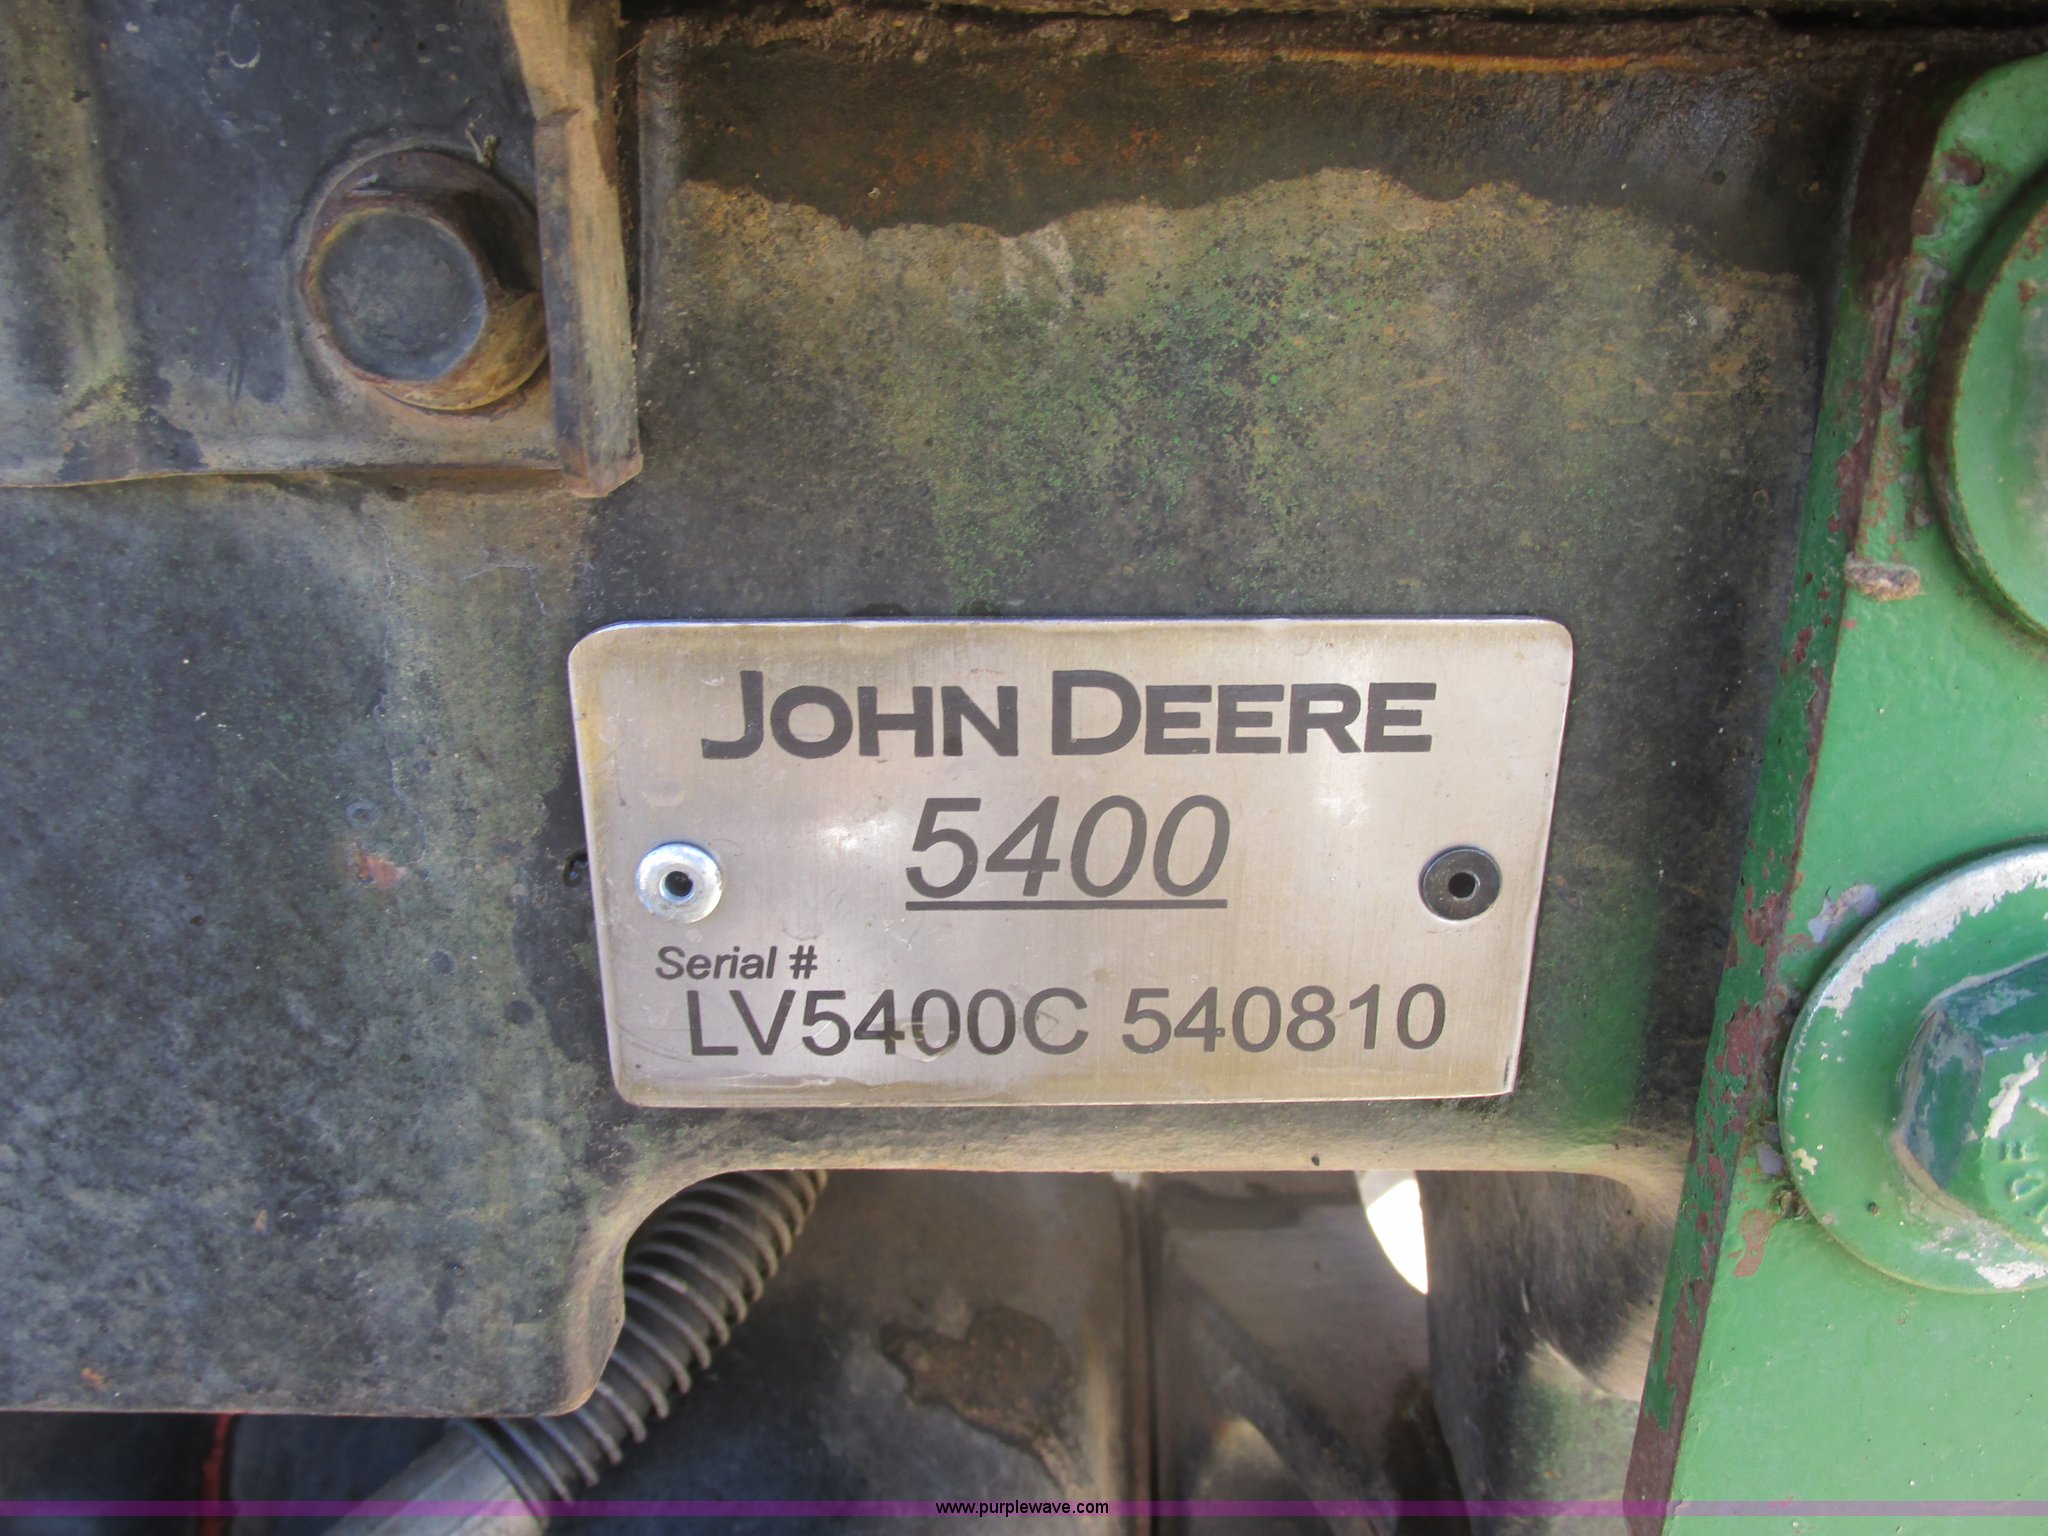 JOHN DEERE
5400
Serial #
LV5400C 540810
www.purplewave.com